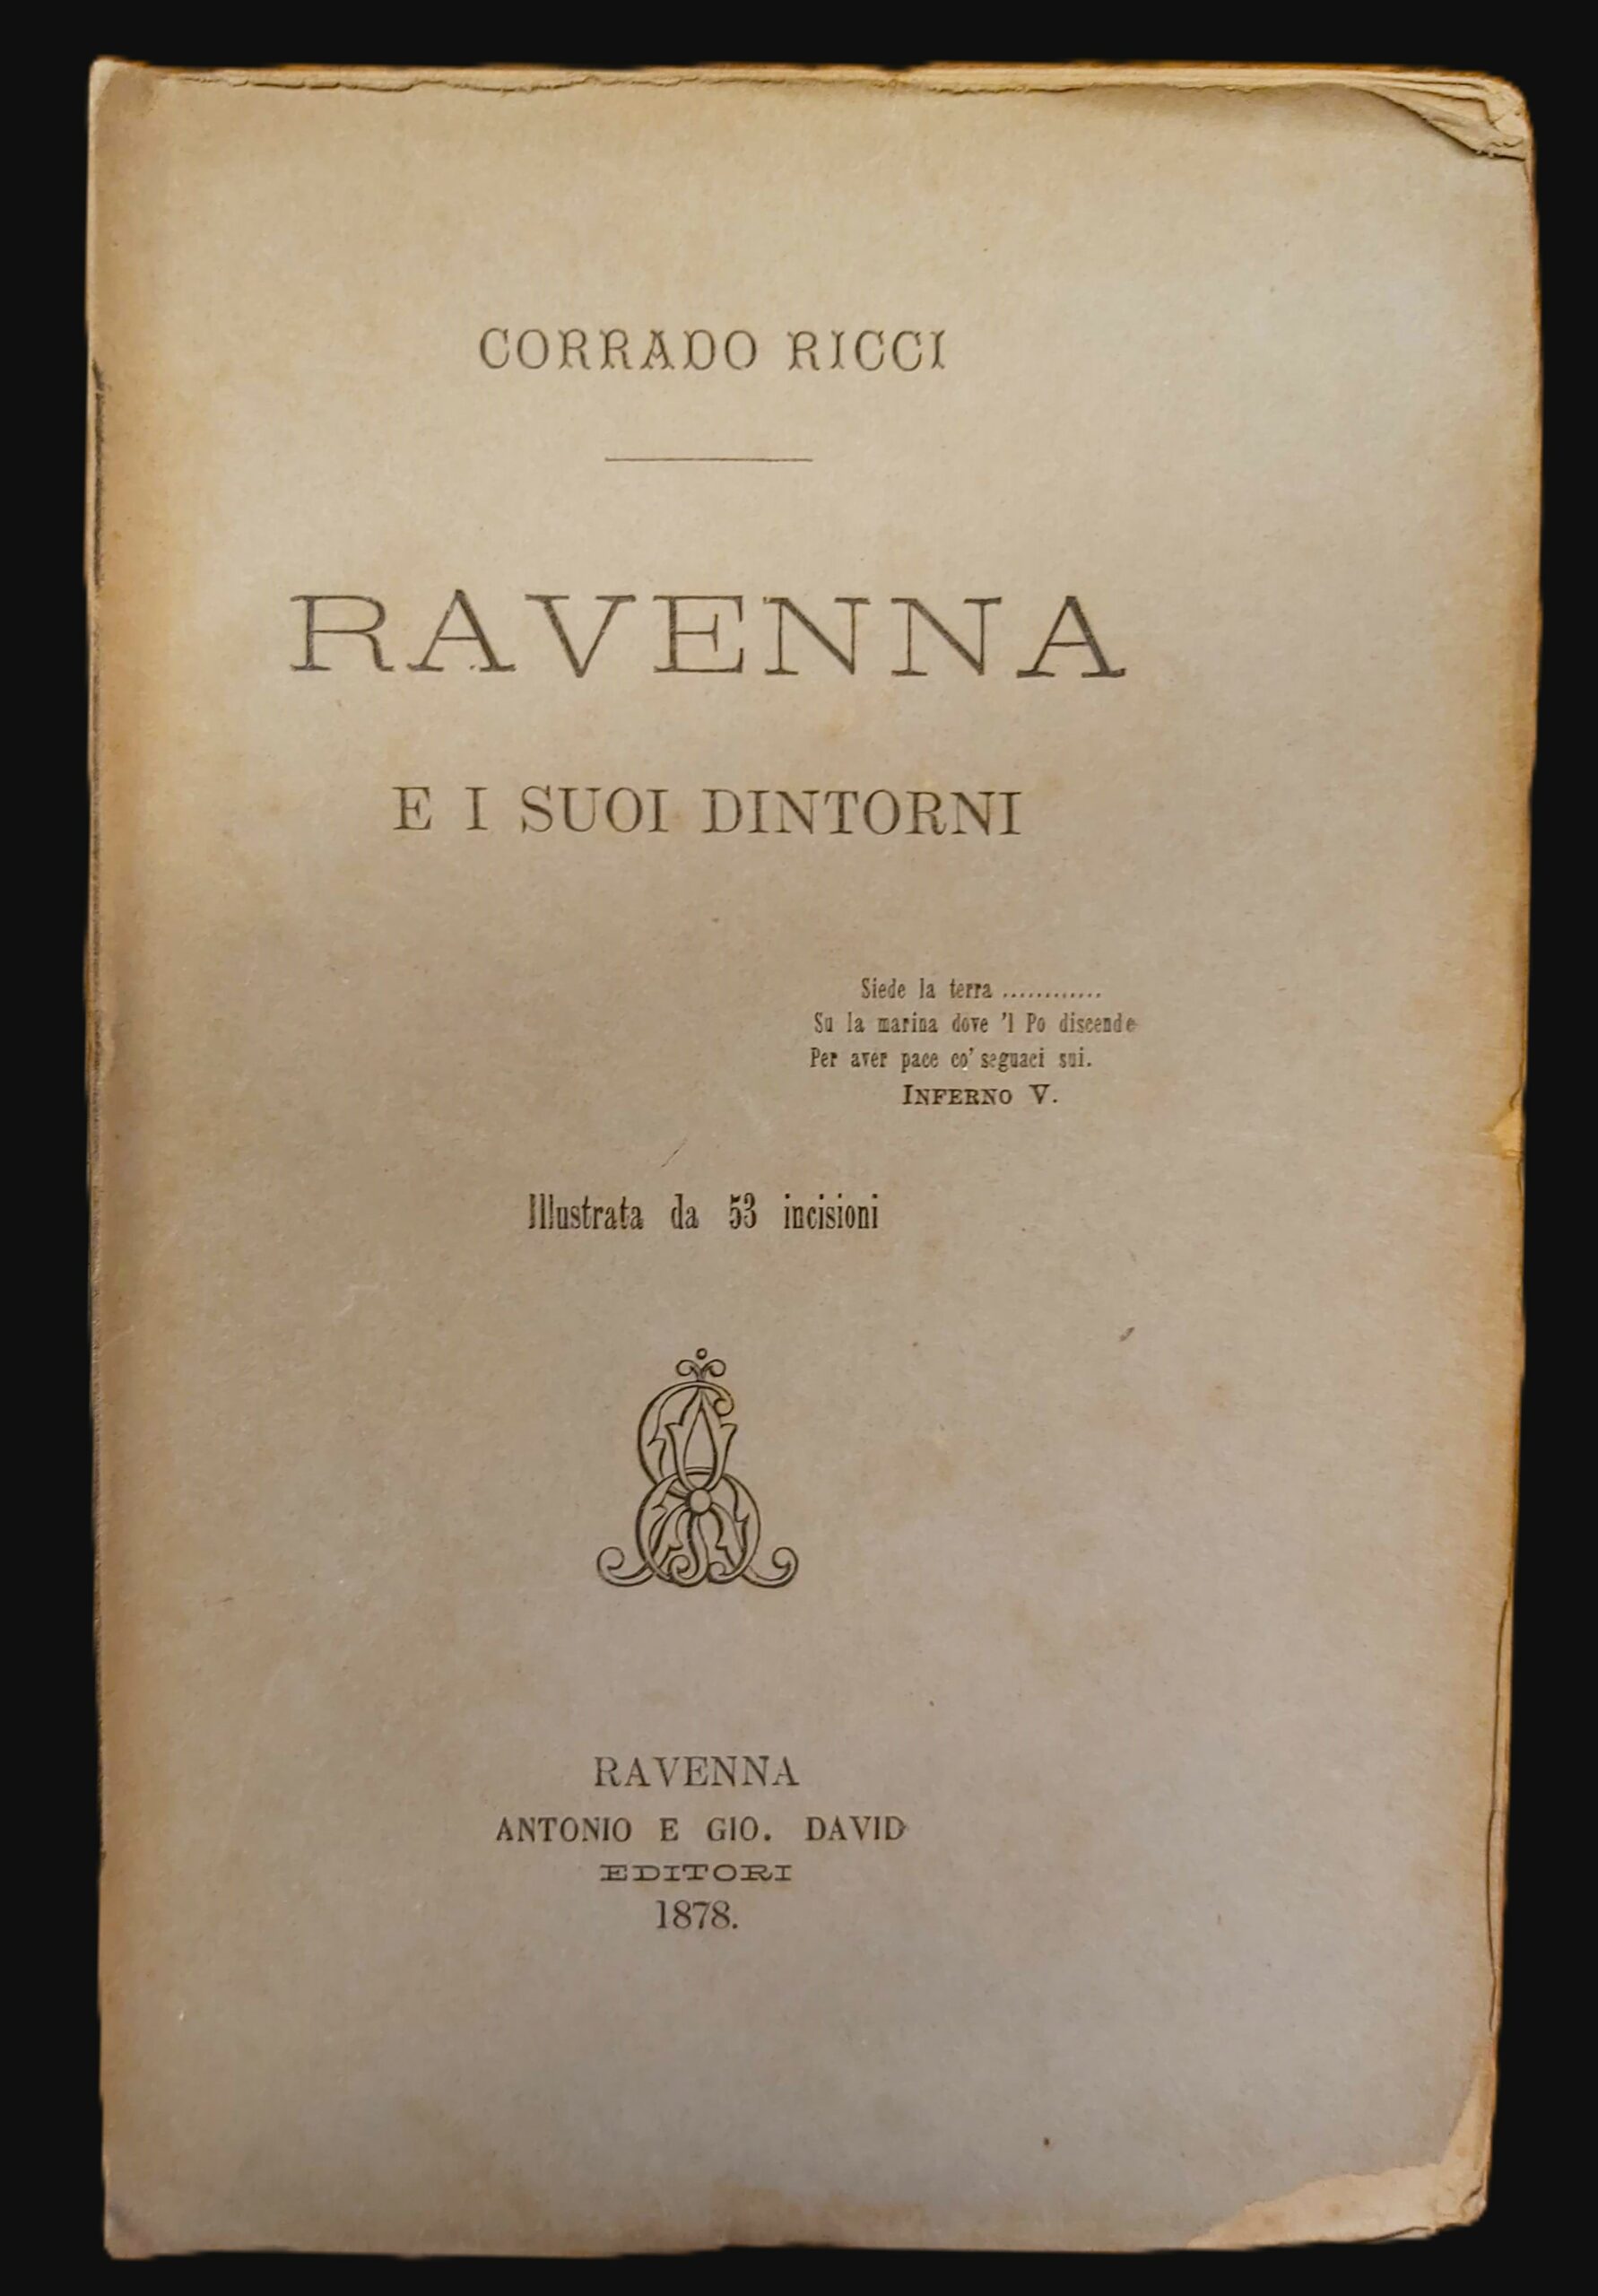 CORRADO RICCI
RAVENNA
E I SUOI DINTORNI
Siede la terra ............
Su la marina dove 'l Po discende
Per aver pace co' seguaci sui.
INFERNO V.
Illustrata da 53 incisioni
RAVENNA
ANTONIO E GIO. DAVID
EDITORI
1878.